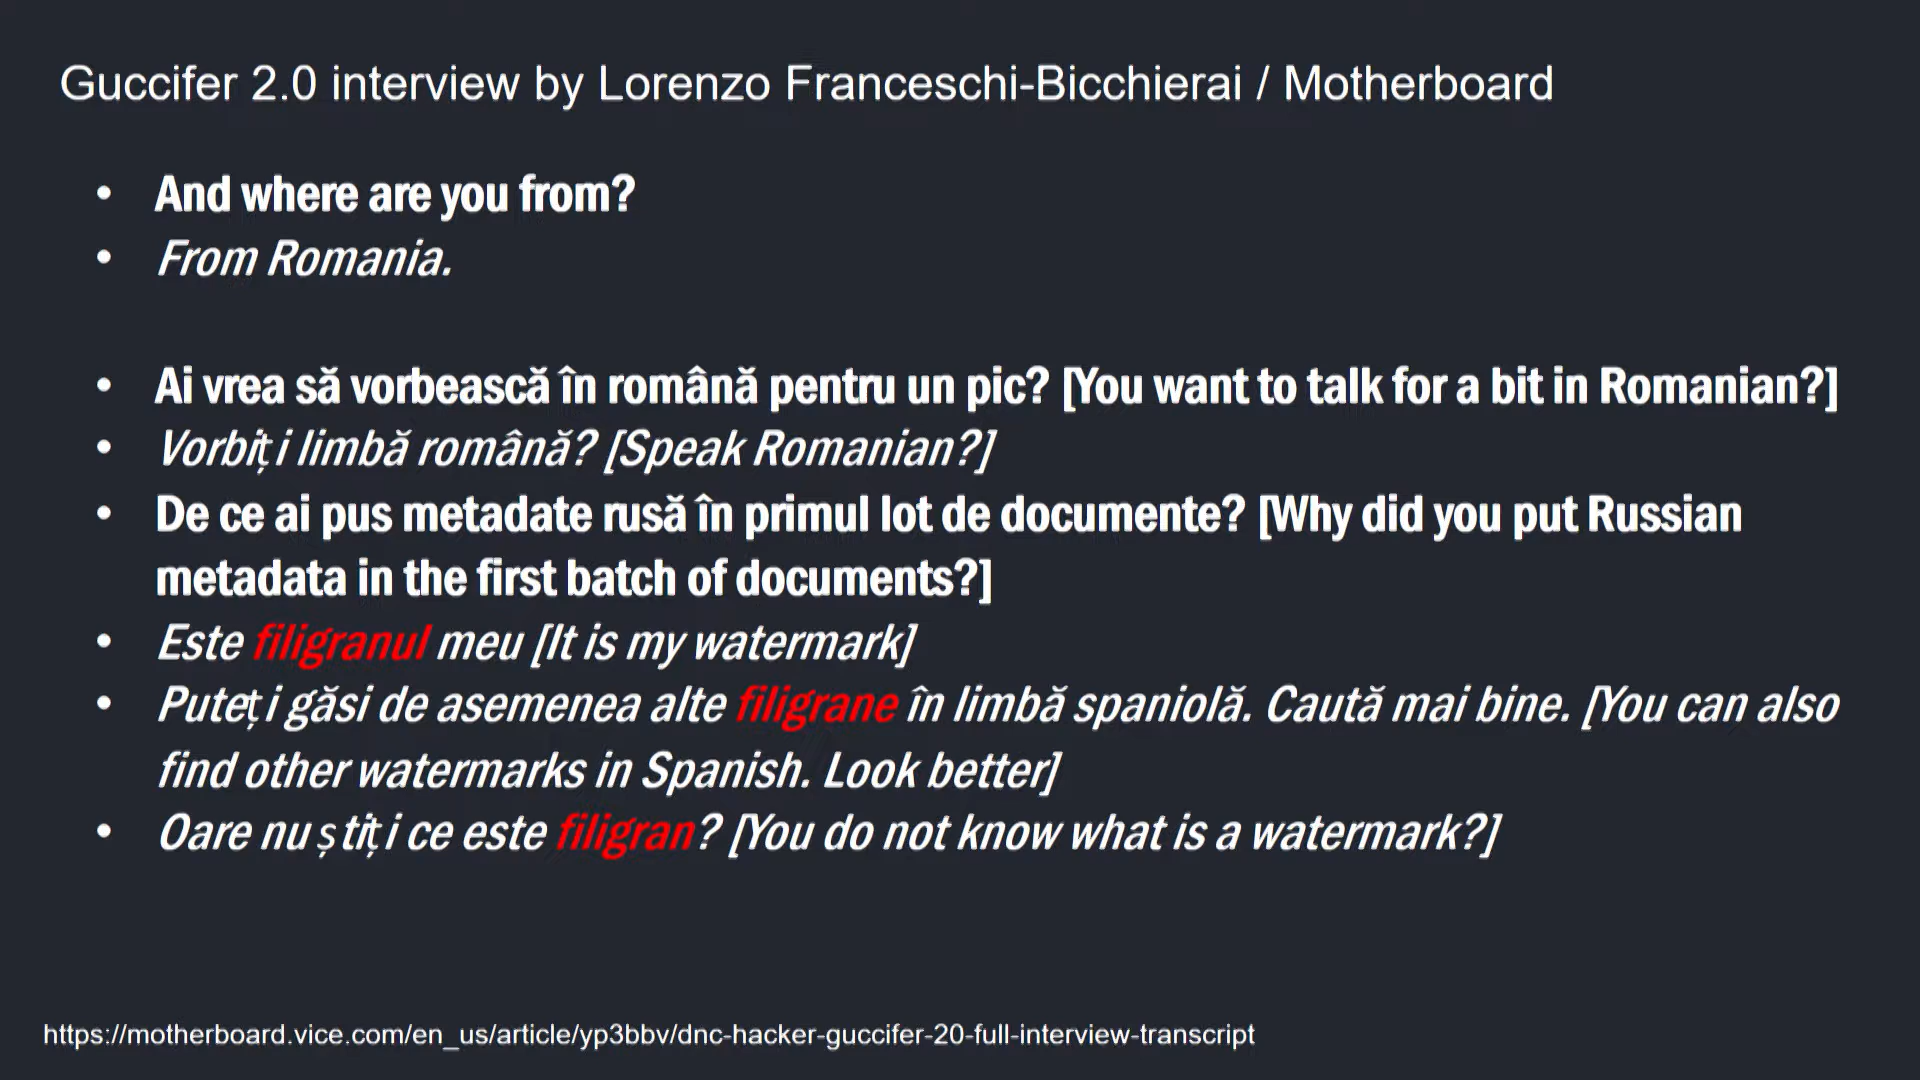 Guccifer 2.0 interview by Lorenzo Franceschi-Bicchierai / Motherboard
• And where are you from?
• From Romania.
• Ai vrea să vorbească în română pentru un pic? [You want to talk for a bit in Romanian?]
• Vorbiți limbă română? [Speak Romanian?]
• De ce ai pus metadate rusă în primul lot de documente? [Why did you put Russian
metadata in the first batch of documents?]
• Este filigranul meu [It is my watermark]
• Puteți găsi de asemenea alte filigrane în limbă spaniolă. Caută mai bine. [You can also
find other watermarks in Spanish. Look better]
• Oare nu știți ce este filigran? [You do not know what is a watermark?]
https://motherboard.vice.com/en_us/article/yp3bbv/dnc-hacker-guccifer-20-full-interview-transcript